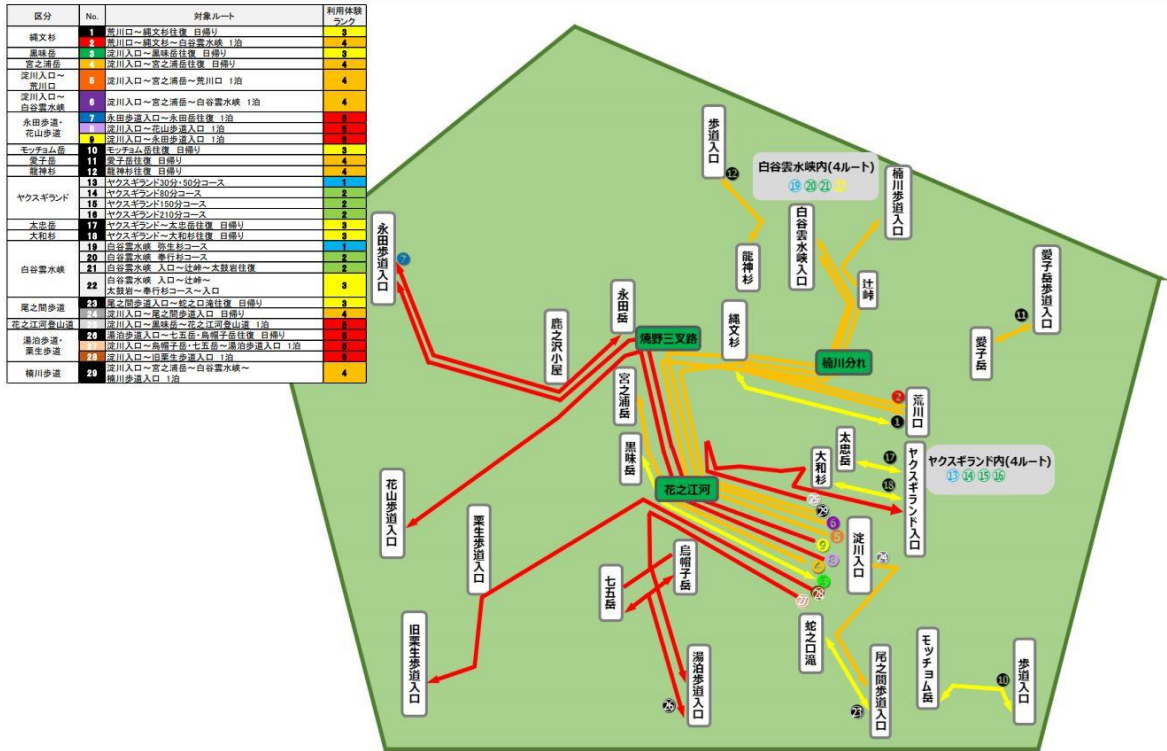 区分 No. 対象ルート 利用体験ランク
縄文杉 1 荒川口～縄文杉往復 日帰り 3
2 荒川口～縄文杉～白谷雲水峡 1泊 4
黒味岳 3 淀川入口～黒味岳往復 日帰り 3
宮之浦岳 4 淀川入口～宮之浦岳往復 日帰り 4
淀川入口～荒川口 5 淀川入口～宮之浦岳～荒川口 1泊 4
淀川入口～白谷雲水峡 6 淀川入口～宮之浦岳～白谷雲水峡 1泊 4
永田歩道・花山歩道 7 永田歩道入口～永田岳往復 1泊 5
8 淀川入口～花山歩道入口 1泊 5
9 淀川入口～永田歩道入口 1泊 5
モッチョム岳 10 モッチョム岳往復 日帰り 3
愛子岳 11 愛子岳往復 日帰り 4
龍神杉 12 龍神杉往復 日帰り 4
ヤクスギランド 13 ヤクスギランド30分・50分コース 1
14 ヤクスギランド80分コース 2
15 ヤクスギランド150分コース 2
16 ヤクスギランド210分コース 2
太忠岳 17 ヤクスギランド～太忠岳往復 日帰り 3
大和杉 18 ヤクスギランド～大和杉往復 日帰り 3
白谷雲水峡 19 白谷雲水峡 弥生杉コース 1
20 白谷雲水峡 奉行杉コース 2
21 白谷雲水峡 入口～辻峠～太鼓岩往復 2
22 白谷雲水峡 入口～辻峠～
太鼓岩～奉行杉コース～入口 3
尾之間歩道 23 尾之間歩道入口～蛇之口滝往復 日帰り 3
24 淀川入口～尾之間歩道入口 日帰り 4
花之江河登山道 25 淀川入口～黒味岳～花之江河登山道 1泊 5
湯泊歩道・栗生歩道 26 湯泊歩道入口～七五岳・烏帽子岳往復 日帰り 5
27 淀川入口～烏帽子岳・七五岳～湯泊歩道入口 1泊 5
28 淀川入口～旧栗生歩道入口 1泊 5
楠川歩道 29 淀川入口～宮之浦岳～白谷雲水峡～
楠川歩道入口 1泊 4
歩道入口
⑫
龍神杉
白谷雲水峡内(4ルート)
⑲ ⑳ ㉑ ㉒
白谷雲水峡入口
楠川歩道入口
辻峠
愛子岳歩道入口
⑪
愛子岳
永田歩道入口
⑦
鹿之沢小屋
永田岳
焼野三叉路
縄文杉
楠川分れ
宮之浦岳
②
①
荒川口
黒味岳
太忠岳
大和杉
⑰
⑱
ヤクスギランド入口
ヤクスギランド内(4ルート)
⑬ ⑭ ⑮ ⑯
花之江河
花山歩道入口
栗生歩道入口
㉕
㉙
⑥
⑤
⑨
⑧
④
③
㉘
㉗
淀川入口
㉔
烏帽子岳
七五岳
旧栗生歩道入口
湯泊歩道入口
㉖
蛇之口滝
尾之間歩道入口
㉓
モッチョム岳
⑩
歩道入口